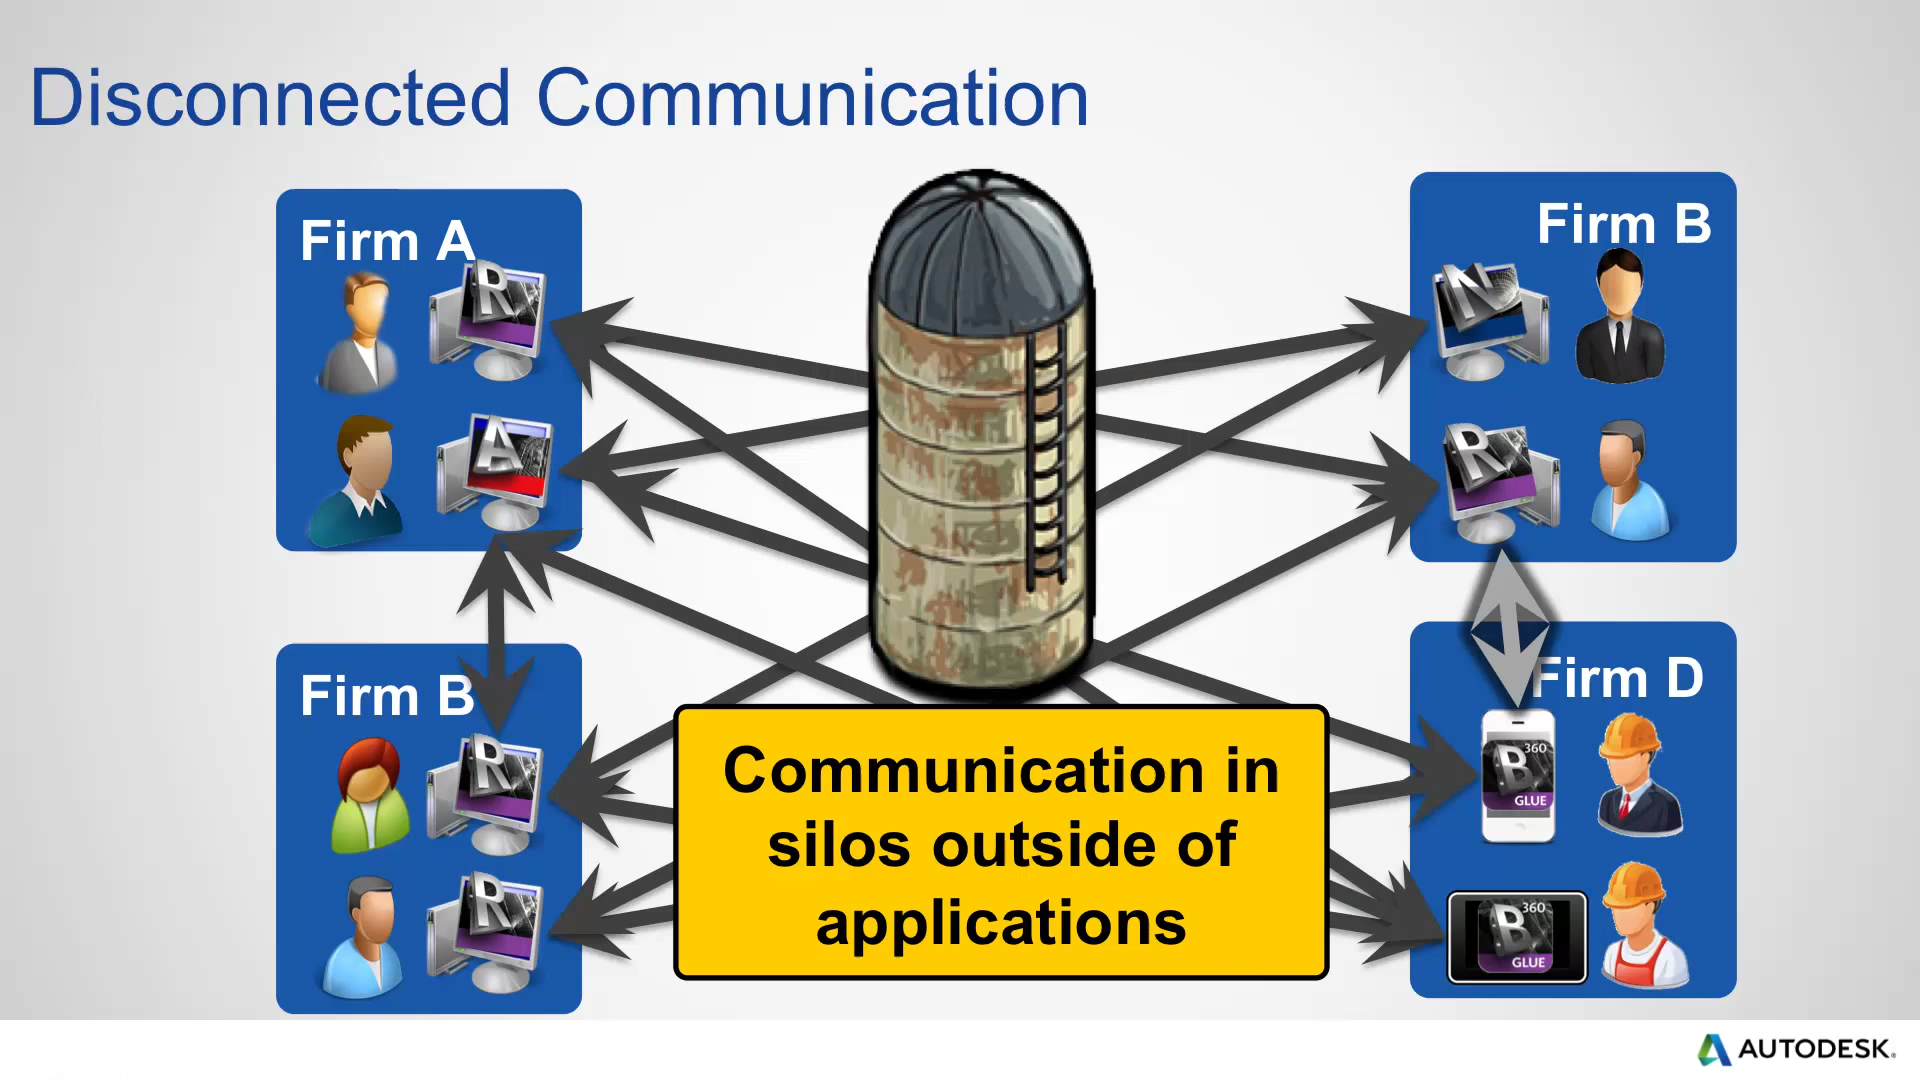 Disconnected Communication
Firm A
R
A
Firm B
N
R
Firm B
R
R
Firm D
B 360
GLUE
B 360
GLUE
Communication in
silos outside of
applications
AUTODESK.